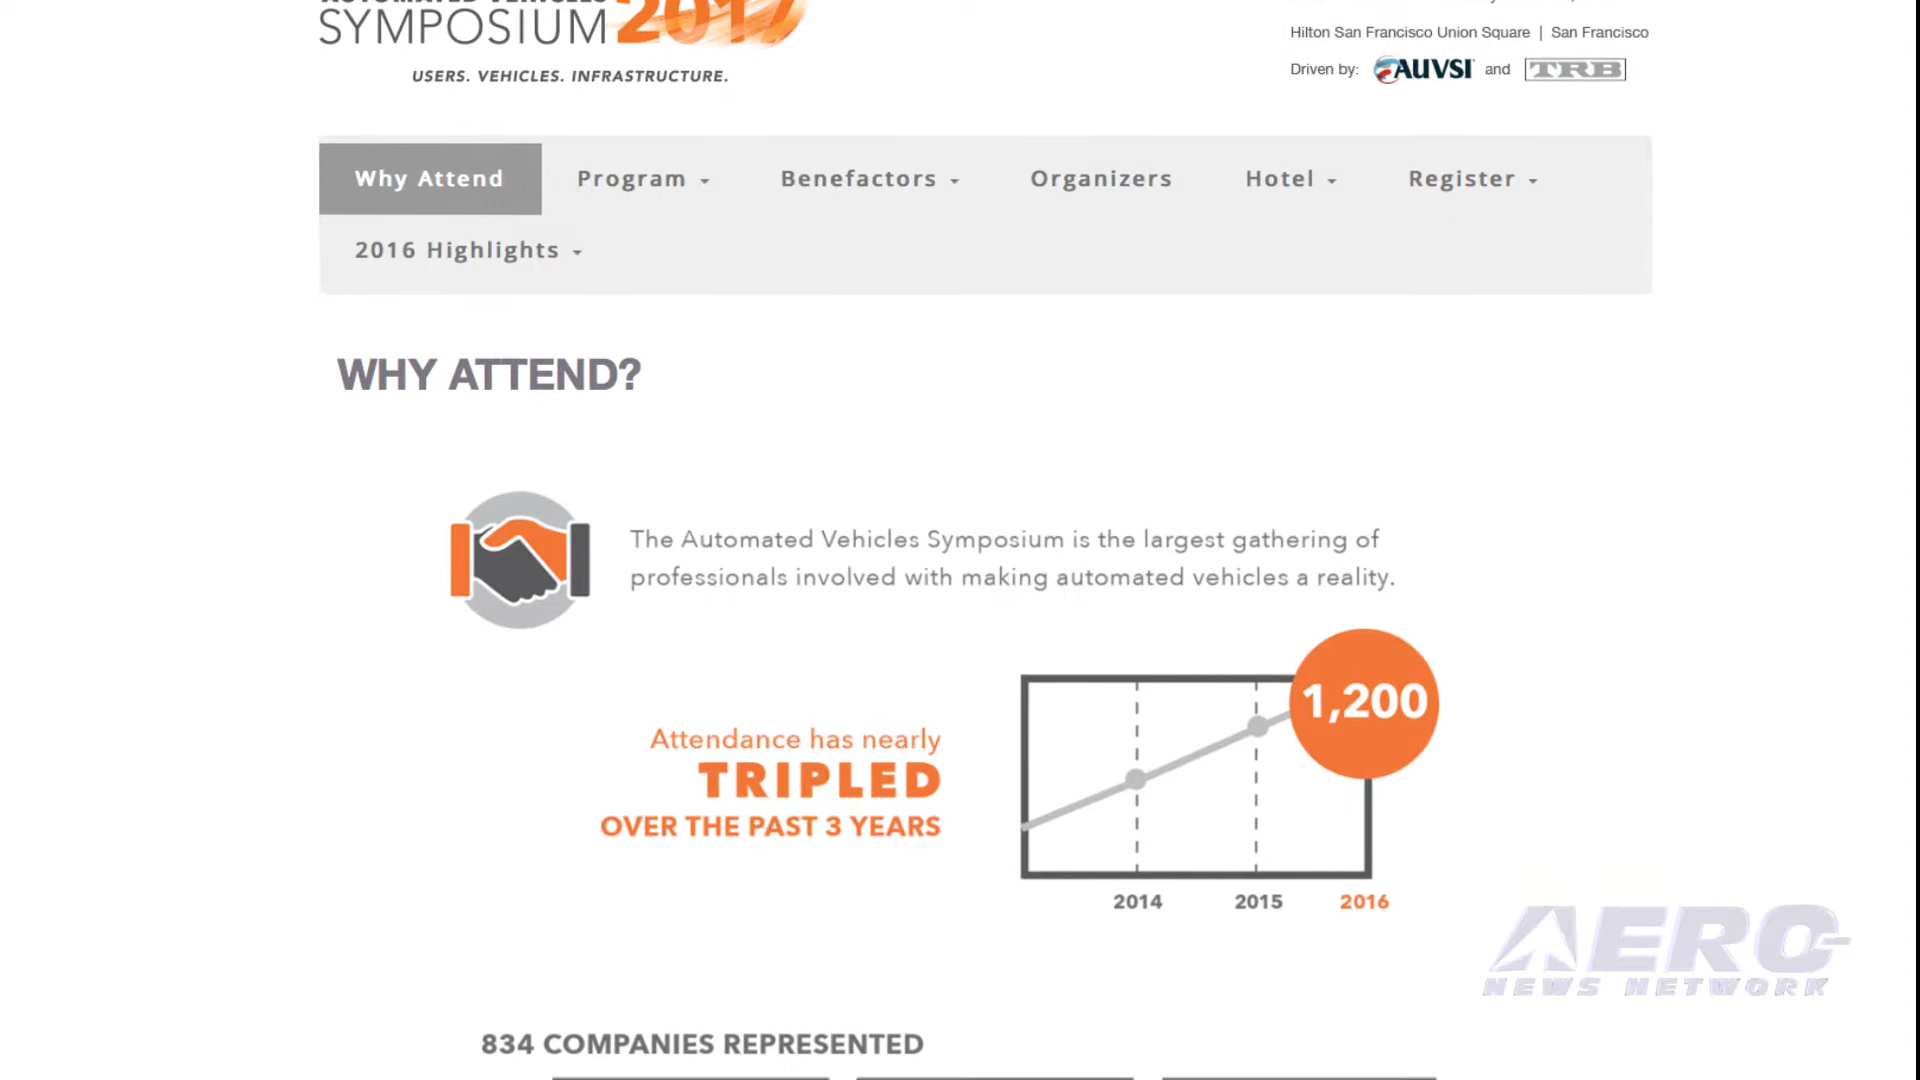 SYMPOSIUM 2017
USERS. VEHICLES. INFRASTRUCTURE.
Hilton San Francisco Union Square | San Francisco
Driven by: AUVSI and TRB
Why Attend Program Benefactors Organizers Hotel Register
2016 Highlights
WHY ATTEND?
The Automated Vehicles Symposium is the largest gathering of
professionals involved with making automated vehicles a reality.
Attendance has nearly
TRIPLED
OVER THE PAST 3 YEARS
1,200
2014 2015 2016
AERO
NEWS NETWORK
834 COMPANIES REPRESENTED